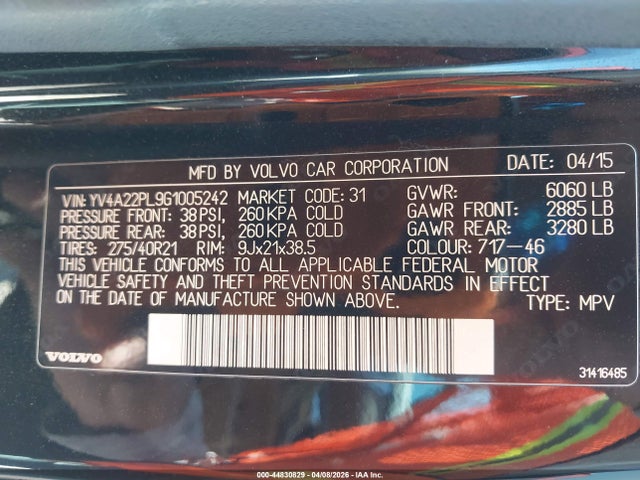 MFD BY VOLVO CAR CORPORATION DATE: 04/15
VIN: YV4A22PL9G1005242 MARKET CODE: 31 GVWR: 6060 LB
PRESSURE FRONT: 38 PSI, 260 KPA COLD GAWR FRONT: 2885 LB
PRESSURE REAR: 38 PSI, 260 KPA COLD GAWR REAR: 3280 LB
TIRES: 275/40R21 RIM: 9Jx21x38.5 COLOUR: 717-46
THIS VEHICLE CONFORMS TO ALL APPLICABLE FEDERAL MOTOR
VEHICLE SAFETY AND THEFT PREVENTION STANDARDS IN EFFECT
ON THE DATE OF MANUFACTURE SHOWN ABOVE. TYPE: MPV
VOLVO 31416485
000-44830829 - 04/08/2026 - IAA Inc.